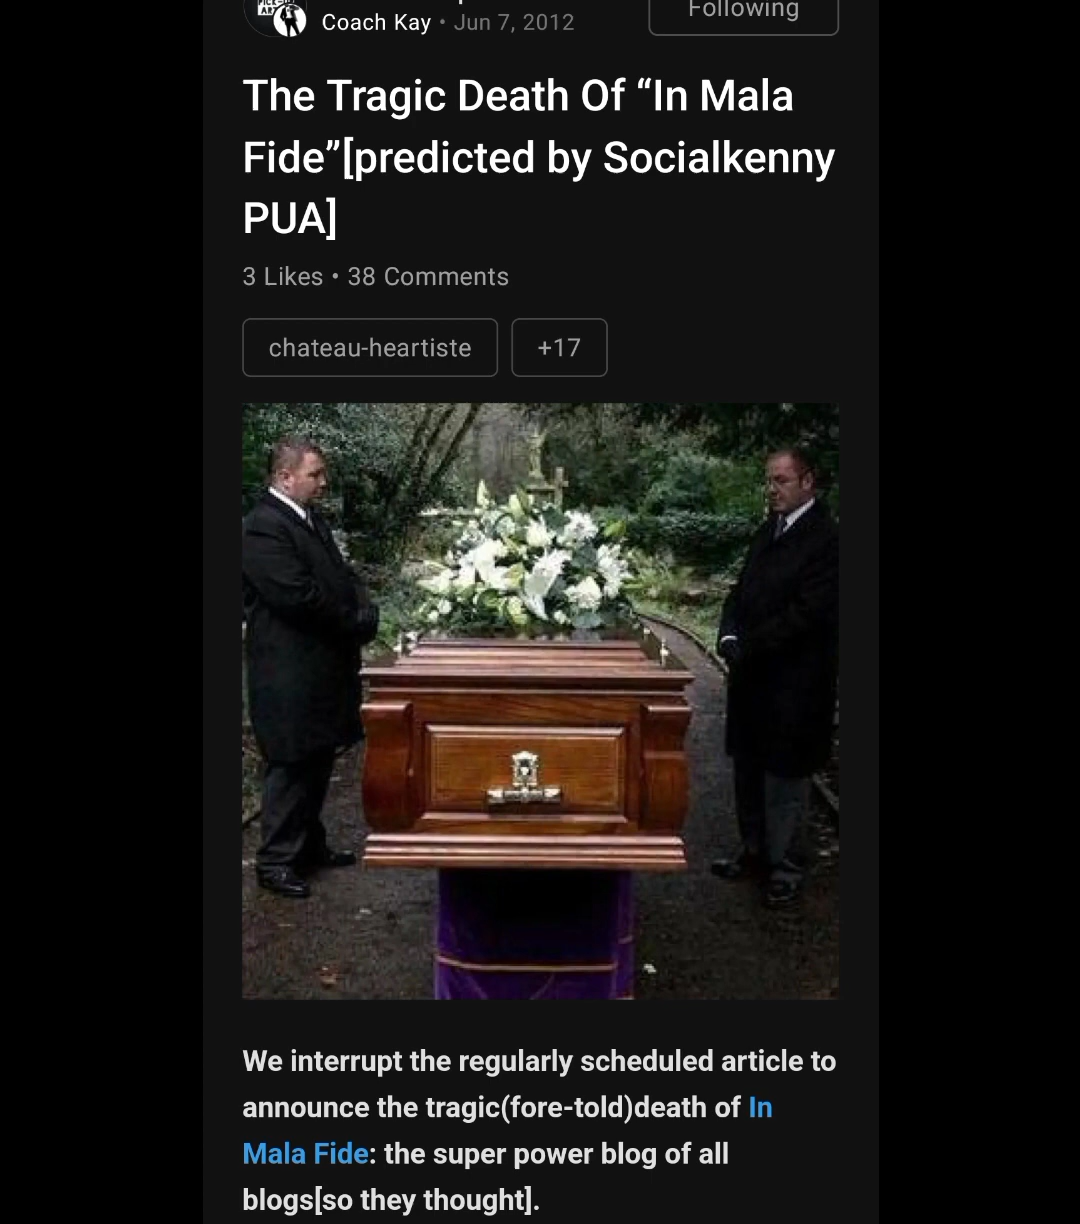 Coach Kay • Jun 7, 2012
Following
The Tragic Death Of “In Mala
Fide”[predicted by Socialkenny
PUA]
3 Likes • 38 Comments
chateau-heartiste
+17
We interrupt the regularly scheduled article to
announce the tragic(fore-told)death of In
Mala Fide: the super power blog of all
blogs[so they thought].